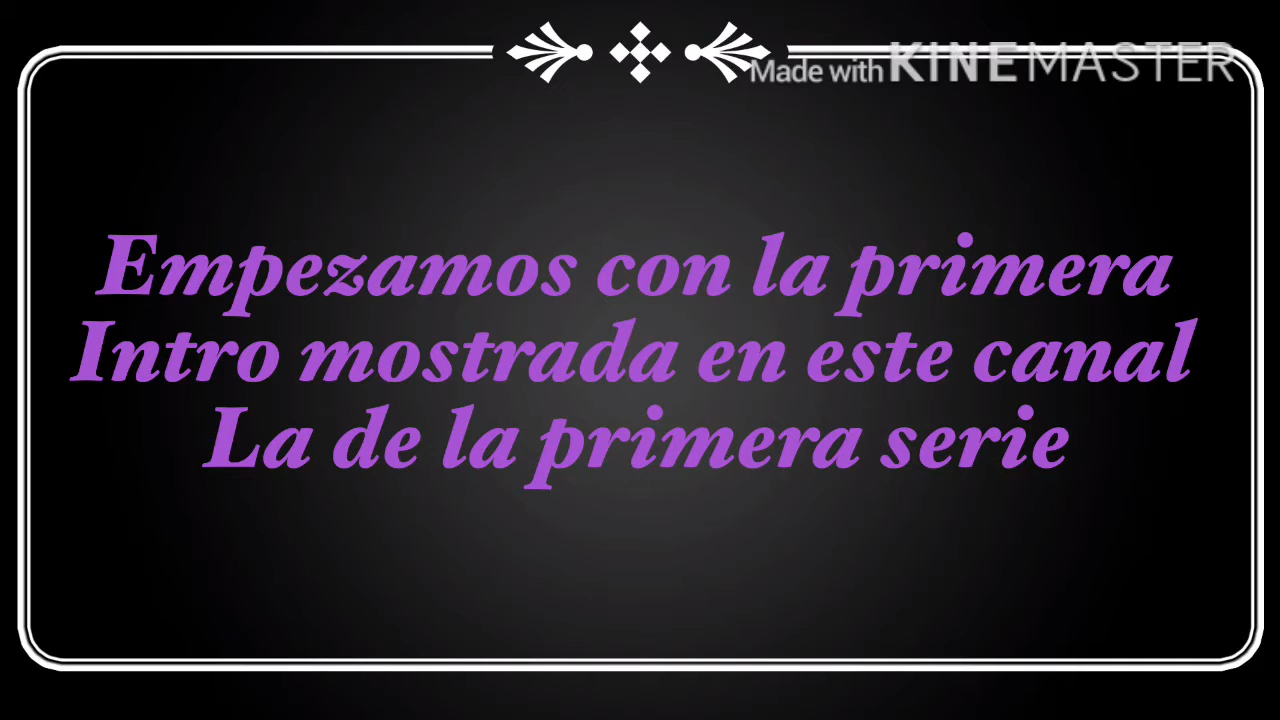 Made with KINEMASTER
Empezamos con la primera
Intro mostrada en este canal
La de la primera serie